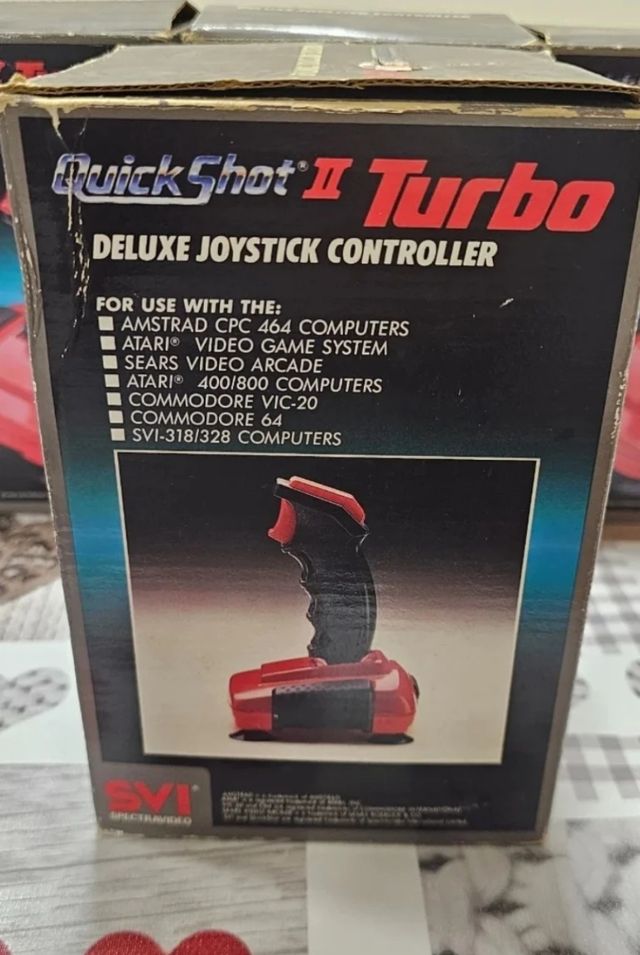 QuickShot® II Turbo
DELUXE JOYSTICK CONTROLLER
FOR USE WITH THE:
AMSTRAD CPC 464 COMPUTERS
ATARI® VIDEO GAME SYSTEM
SEARS VIDEO ARCADE
ATARI® 400/800 COMPUTERS
COMMODORE VIC-20
COMMODORE 64
SVI-318/328 COMPUTERS
SVI®
SPECTRAVIDEO